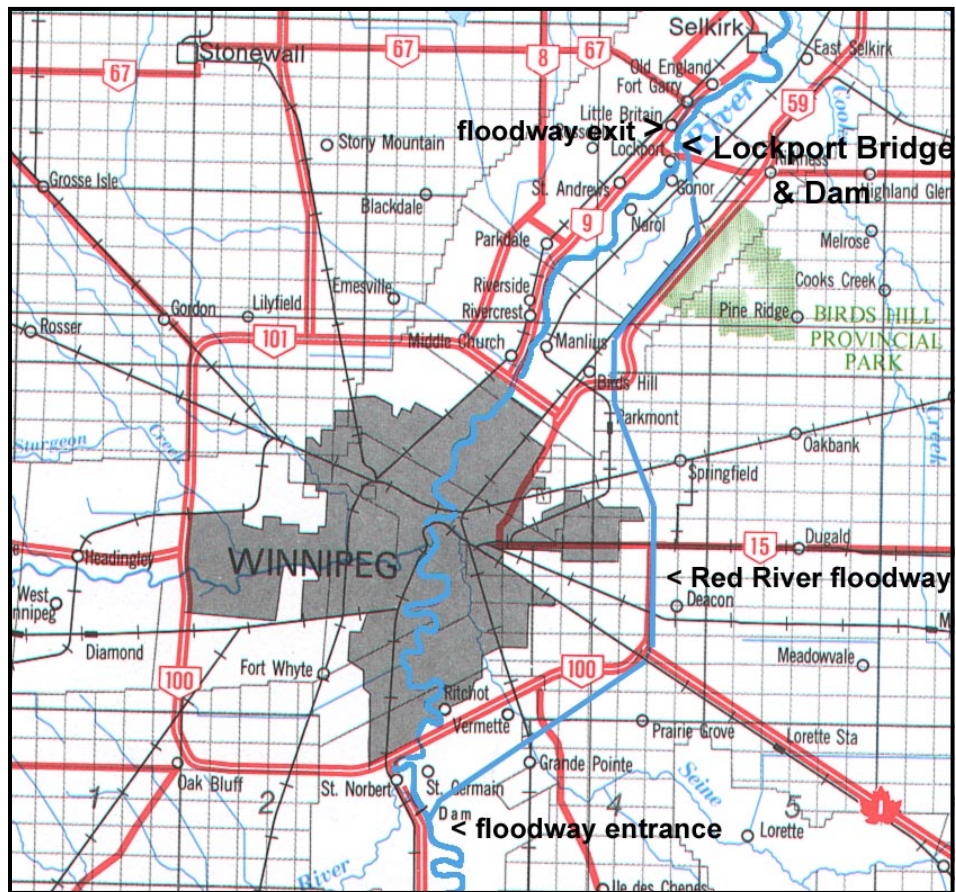 Selkirk
Stonewall
67
67
8
67
East Selkirk
Old England
Fort Garry
59
Little Britain
River
Cooks
floodway exit >
Story Mountain
Lockport
< Lockport Bridge
& Dam
Grosse Isle
St. Andrews
Gonor
Highland Glen
Blackdale
9
Narol
Parkdale
Melrose
Riverside
Cooks Creek
Emesville
Rivercrest
Gordon
Lilyfield
Pine Ridge
BIRDS HILL
PROVINCIAL
PARK
Rosser
101
Middle Church
Manlius
Birds Hill
Parkmont
Creek
Sturgeon
Creek
Oakbank
Springfield
WINNIPEG
15
Dugald
Headingley
< Red River floodway
West
nnipeg
Deacon
Diamond
Fort Whyte
100
100
Meadowvale
Ritchot
Vermette
Prairie Grove
Lorette Sta
Grande Pointe
Oak Bluff
St. Norbert
St. Germain
Seine
1
2
4
5
1
Dam
< floodway entrance
Lorette
River
Ile des Chenes